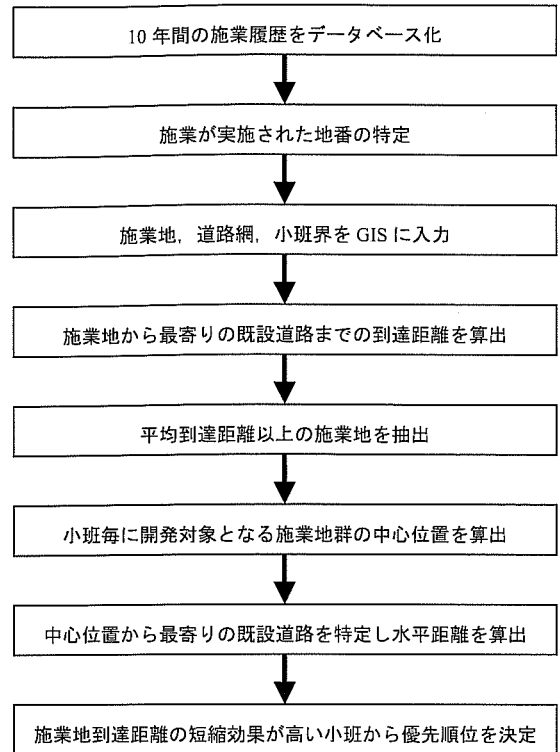 10 年間の施業履歴をデータベース化
施業が実施された地番の特定
施業地，道路網，小班界を GIS に入力
施業地から最寄りの既設道路までの到達距離を算出
平均到達距離以上の施業地を抽出
小班毎に開発対象となる施業地群の中心位置を算出
中心位置から最寄りの既設道路を特定し水平距離を算出
施業地到達距離の短縮効果が高い小班から優先順位を決定